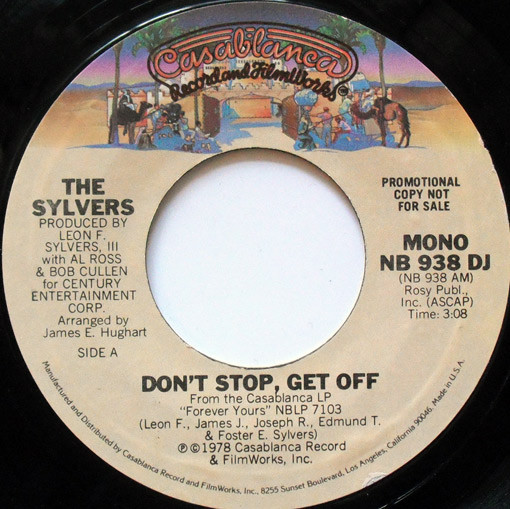 Casablanca
Record and FilmWorks
THE
SYLVERS
PRODUCED BY
LEON F.
SYLVERS, III
with AL ROSS
& BOB CULLEN
for CENTURY
ENTERTAINMENT
CORP.
Arranged by
James E. Hughart
SIDE A
PROMOTIONAL
COPY NOT
FOR SALE
MONO
NB 938 DJ
(NB 938 AM)
Rosy Publ.,
Inc. (ASCAP)
Time: 3:08
DON'T STOP, GET OFF
From the Casablanca LP
"Forever Yours" NBLP 7103
(Leon F., James J., Joseph R., Edmund T.
& Foster E. Sylvers)
℗©1978 Casablanca Record
& FilmWorks, Inc.
Manufactured and Distributed by Casablanca Record and FilmWorks, Inc., 8255 Sunset Boulevard, Los Angeles, California 90046, Made in U.S.A.